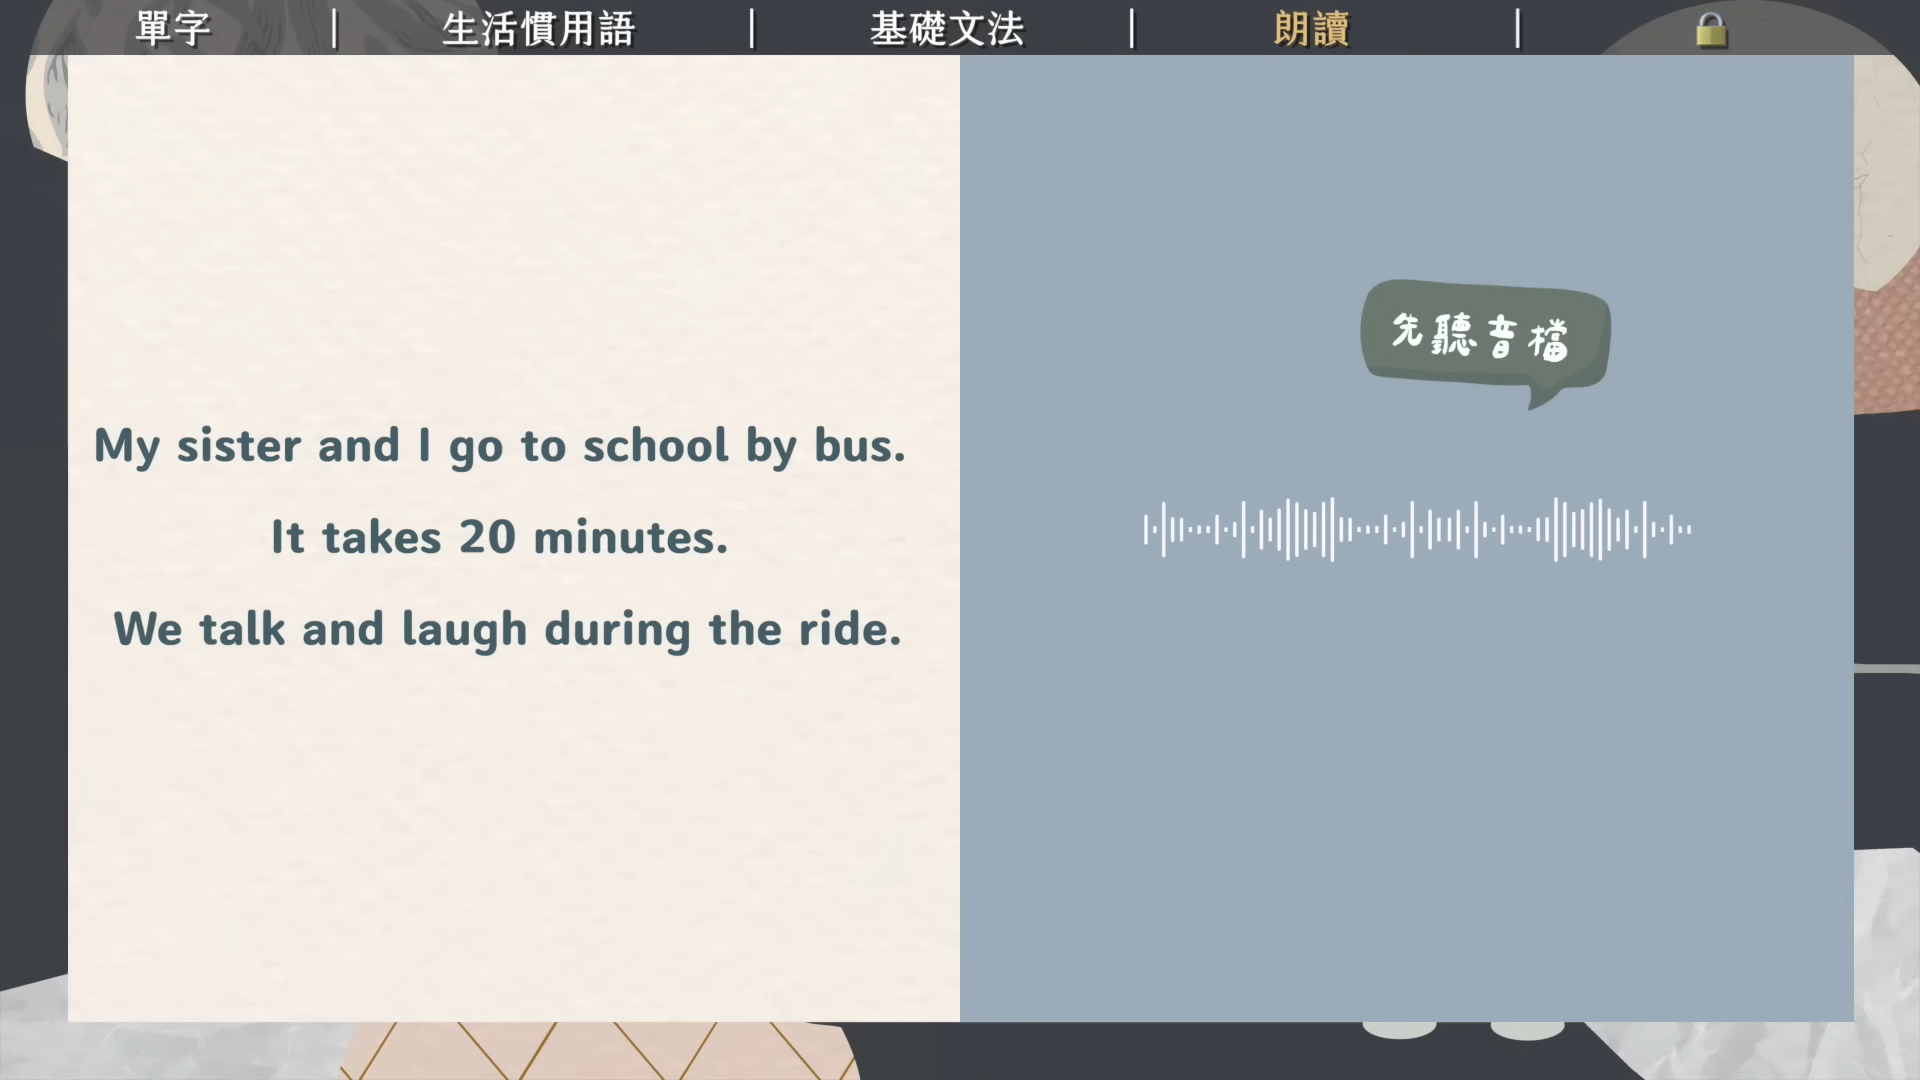 單字 | 生活慣用語 | 基礎文法 | 朗讀 |
My sister and I go to school by bus.
It takes 20 minutes.
We talk and laugh during the ride.
先聽音檔